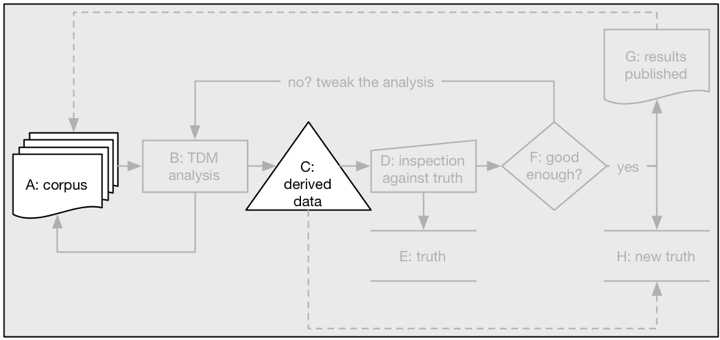 G: results
published
no? tweak the analysis
A: corpus
B: TDM
analysis
C:
derived
data
D: inspection
against truth
F: good
enough?
yes
E: truth
H: new truth